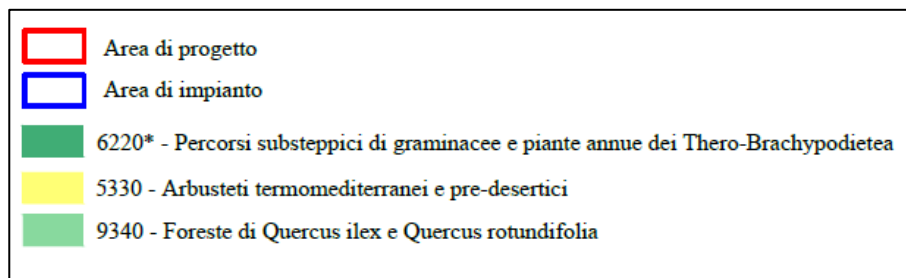 Area di progetto
Area di impianto
6220* - Percorsi substeppici di graminacee e piante annue dei Thero-Brachypodietea
5330 - Arbusteti termomediterranei e pre-desertici
9340 - Foreste di Quercus ilex e Quercus rotundifolia